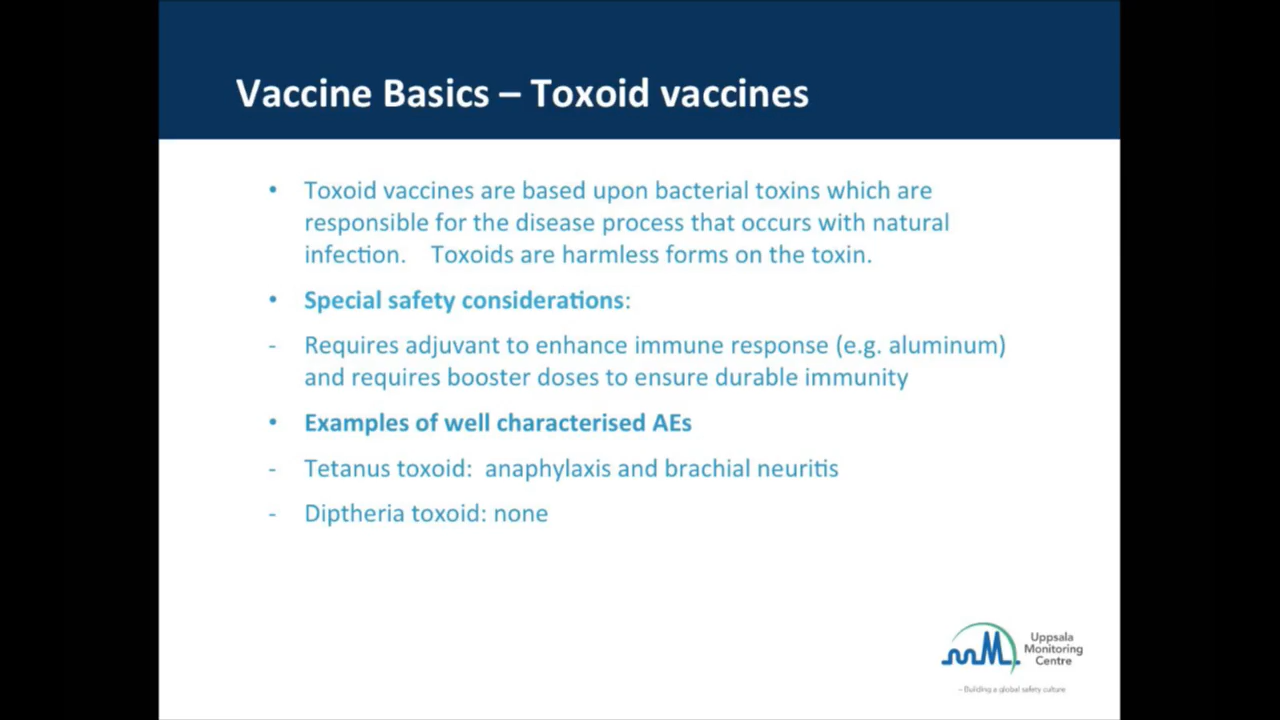 Vaccine Basics – Toxoid vaccines
• Toxoid vaccines are based upon bacterial toxins which are
responsible for the disease process that occurs with natural
infection. Toxoids are harmless forms on the toxin.
• Special safety considerations:
- Requires adjuvant to enhance immune response (e.g. aluminum)
and requires booster doses to ensure durable immunity
• Examples of well characterised AEs
- Tetanus toxoid: anaphylaxis and brachial neuritis
- Diptheria toxoid: none
Uppsala
Monitoring
Centre
– Building a global safety culture